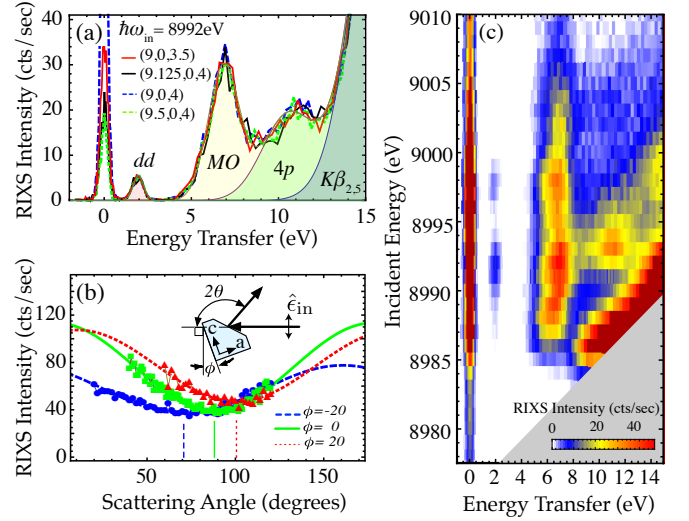 (a)
ħω_in = 8992eV
(9,0,3.5)
(9.125,0,4)
(9,0,4)
(9.5,0,4)
dd
MO
4p
Kβ2,5
RIXS Intensity (cts/sec)
40
30
20
10
0
0 5 10 15
Energy Transfer (eV)
(b)
2θ
ε̂in
c
a
ϕ
ϕ=-20
ϕ= 0
ϕ= 20
RIXS Intensity (cts/sec)
120
80
40
0
50 100 150
Scattering Angle (degrees)
(c)
Incident Energy (eV)
9010
9005
9000
8995
8990
8985
8980
RIXS Intensity (cts/sec)
0 20 40
0 2 4 6 8 10 12 14
Energy Transfer (eV)